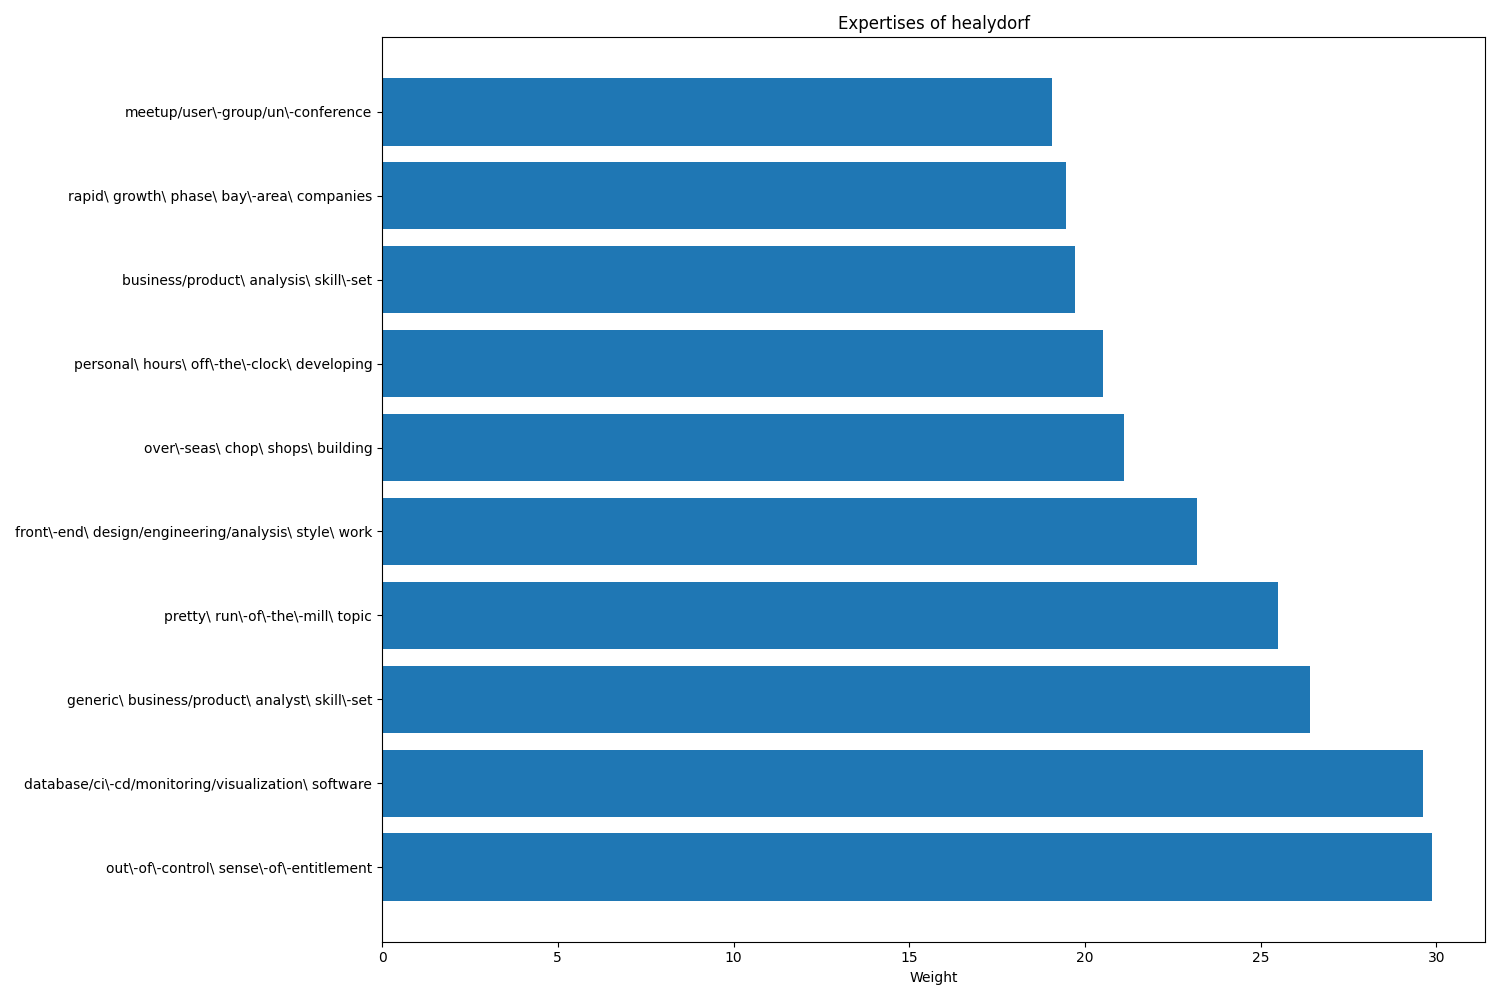 Expertises of healydorf
meetup/user\-group/un\-conference
rapid\ growth\ phase\ bay\-area\ companies
business/product\ analysis\ skill\-set
personal\ hours\ off\-the\-clock\ developing
over\-seas\ chop\ shops\ building
front\-end\ design/engineering/analysis\ style\ work
pretty\ run\-of\-the\-mill\ topic
generic\ business/product\ analyst\ skill\-set
database/ci\-cd/monitoring/visualization\ software
out\-of\-control\ sense\-of\-entitlement
0 5 10 15 20 25 30
Weight